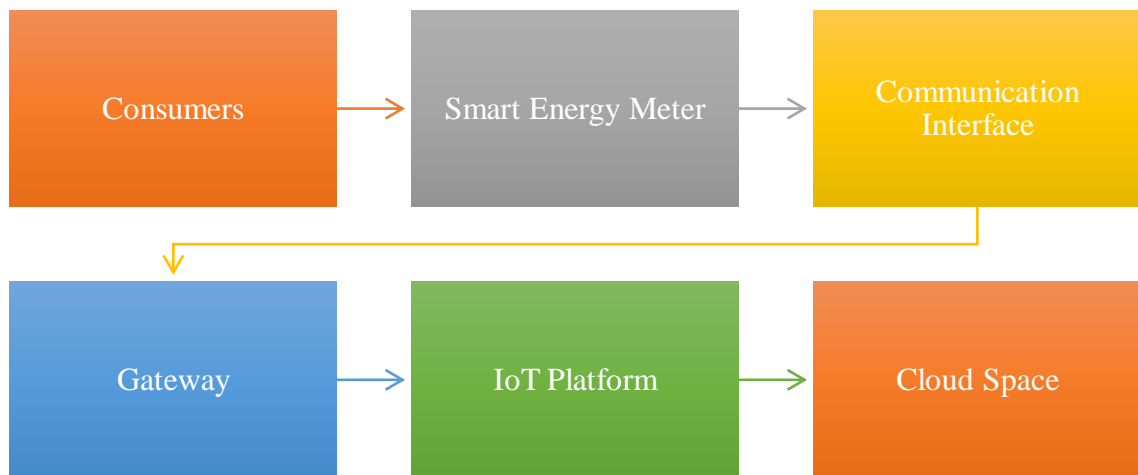 Consumers
Smart Energy Meter
Communication
Interface
Gateway
IoT Platform
Cloud Space